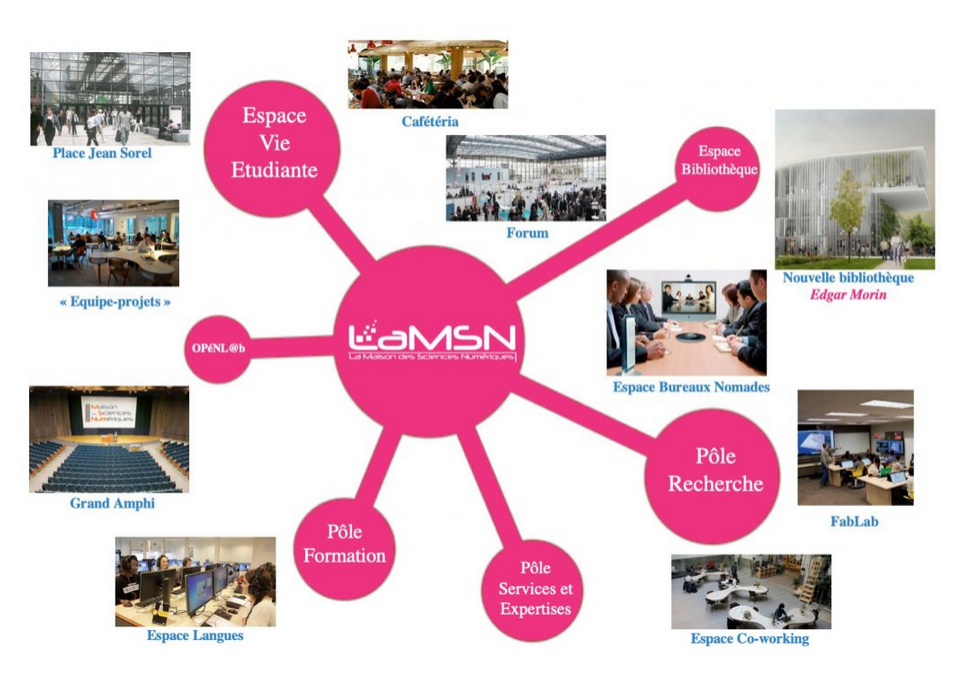 Espace
Vie
Etudiante
Cafétéria
Place Jean Sorel
Forum
Espace
Bibliothèque
Nouvelle bibliothèque
Edgar Morin
« Equipe-projets »
OPéNL@b
LaMSN
La Maison des Sciences Numériques
Espace Bureaux Nomades
Maison
des Sciences
Numériques
Grand Amphi
Pôle
Recherche
FabLab
Pôle
Formation
Pôle
Services et
Expertises
Espace Langues
Espace Co-working